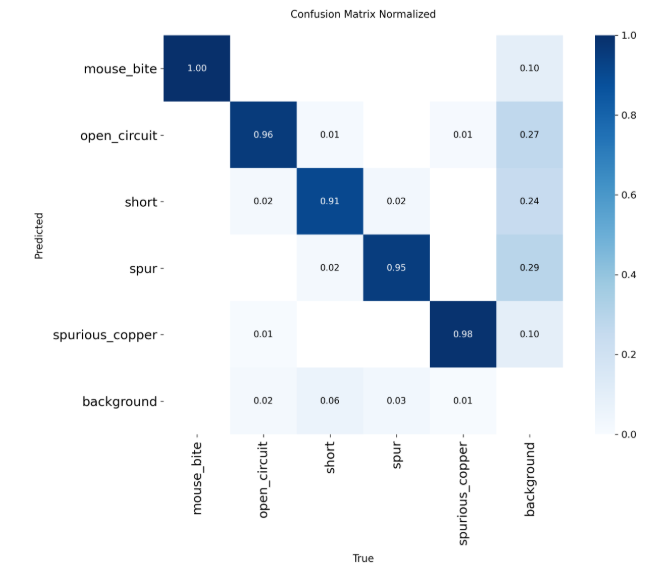 Confusion Matrix Normalized
mouse_bite
1.00
0.10
open_circuit
0.96
0.01
0.01
0.27
short
0.02
0.91
0.02
0.24
spur
0.02
0.95
0.29
spurious_copper
0.01
0.98
0.10
background
0.02
0.06
0.03
0.01
mouse_bite
open_circuit
short
spur
spurious_copper
background
True
Predicted
1.0
0.8
0.6
0.4
0.2
0.0